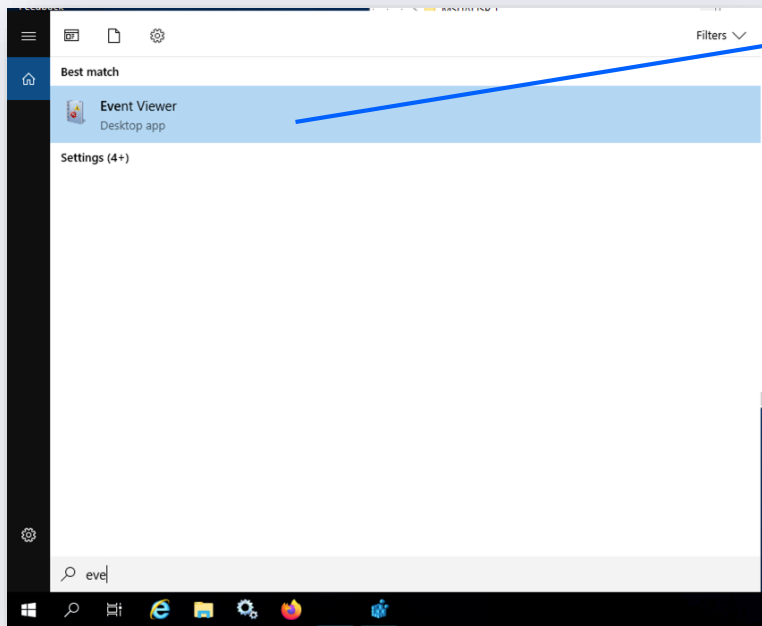 Filters
Best match
Event Viewer
Desktop app
Settings (4+)
eve